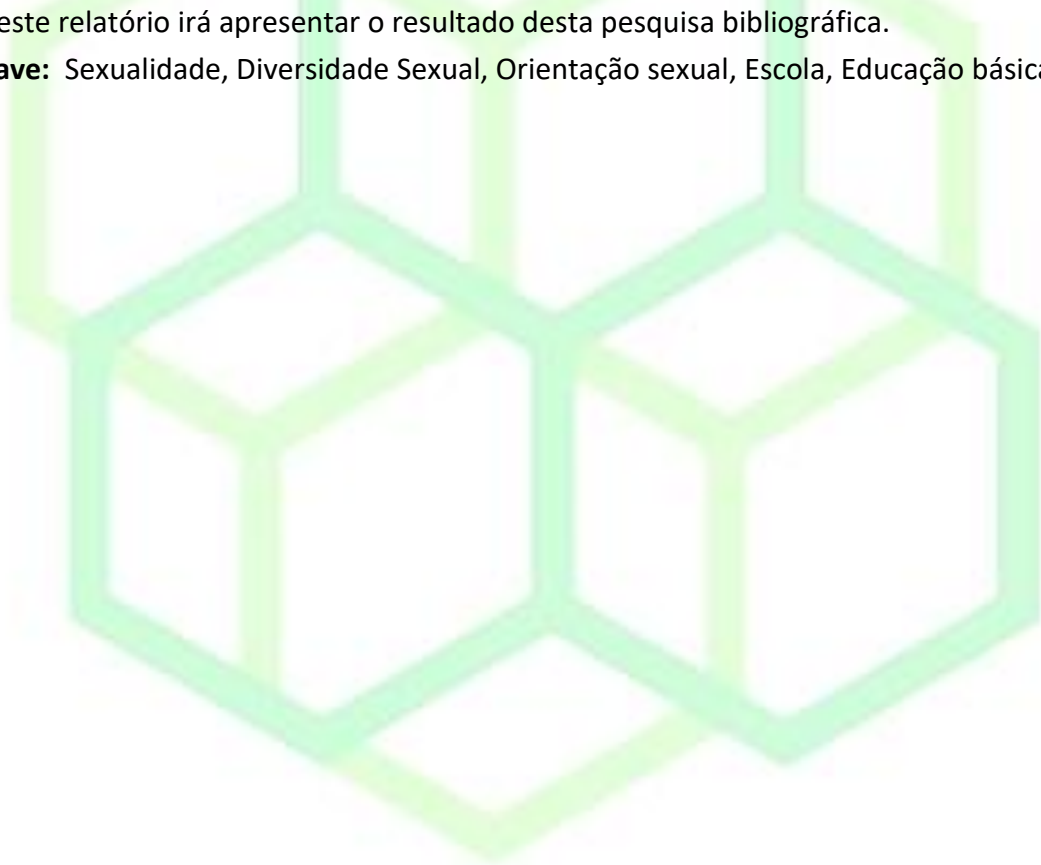 este relatório irá apresentar o resultado desta pesquisa bibliográfica.
ave: Sexualidade, Diversidade Sexual, Orientação sexual, Escola, Educação básica